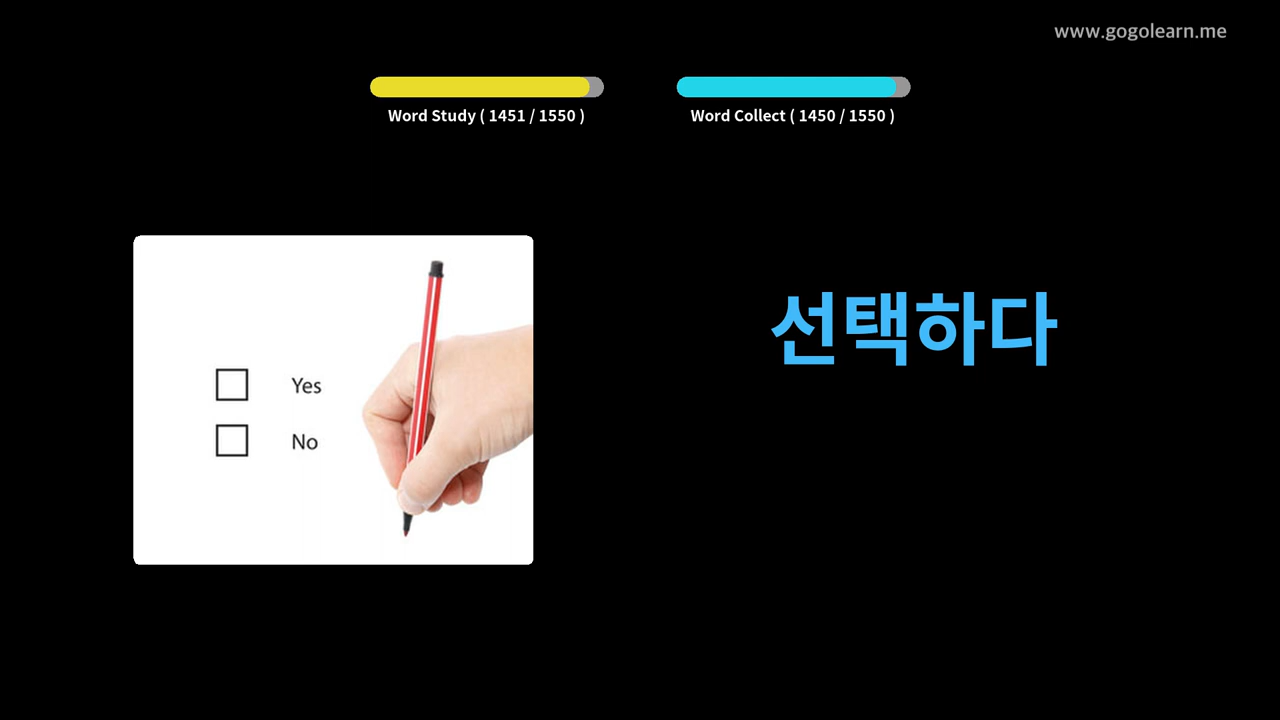 www.gogolearn.me
Word Study ( 1451 / 1550 )
Word Collect ( 1450 / 1550 )
선택하다
Yes
No